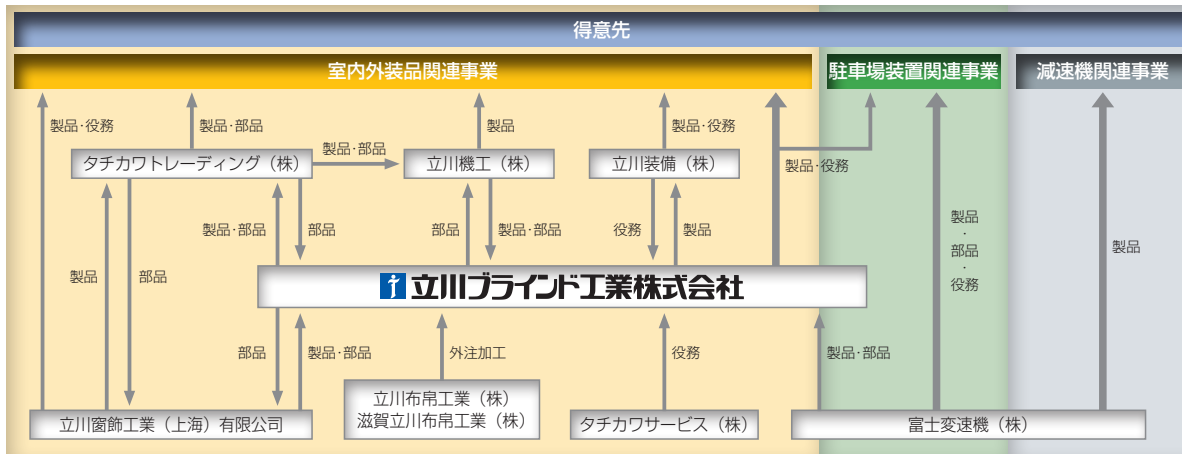 得意先
室内外装品関連事業
駐車場装置関連事業
減速機関連事業
製品・役務
製品・部品
製品
製品・役務
製品・部品
製品・役務
タチカワトレーディング（株）
立川機工（株）
立川装備（株）
製品・部品
部品
部品
製品・部品
役務
製品
製品
・
部品
・
役務
製品
製品
部品
立川ブラインド工業株式会社
部品
製品・部品
外注加工
役務
製品・部品
立川布帛工業（株）
滋賀立川布帛工業（株）
立川窗飾工業（上海）有限公司
タチカワサービス（株）
富士変速機（株）